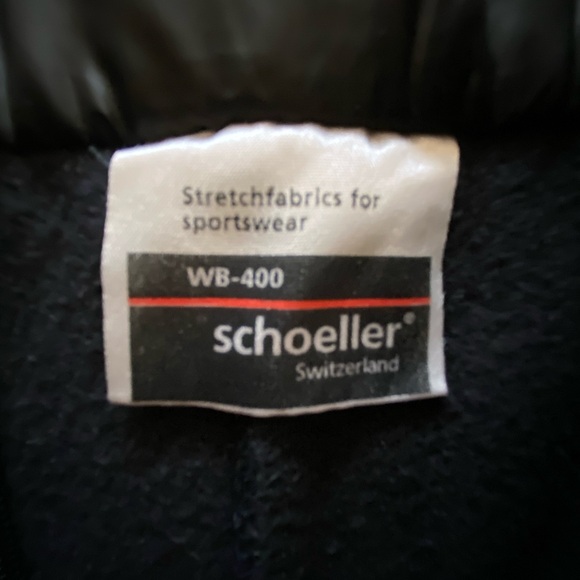 Stretchfabrics for
sportswear
WB-400
schoeller®
Switzerland